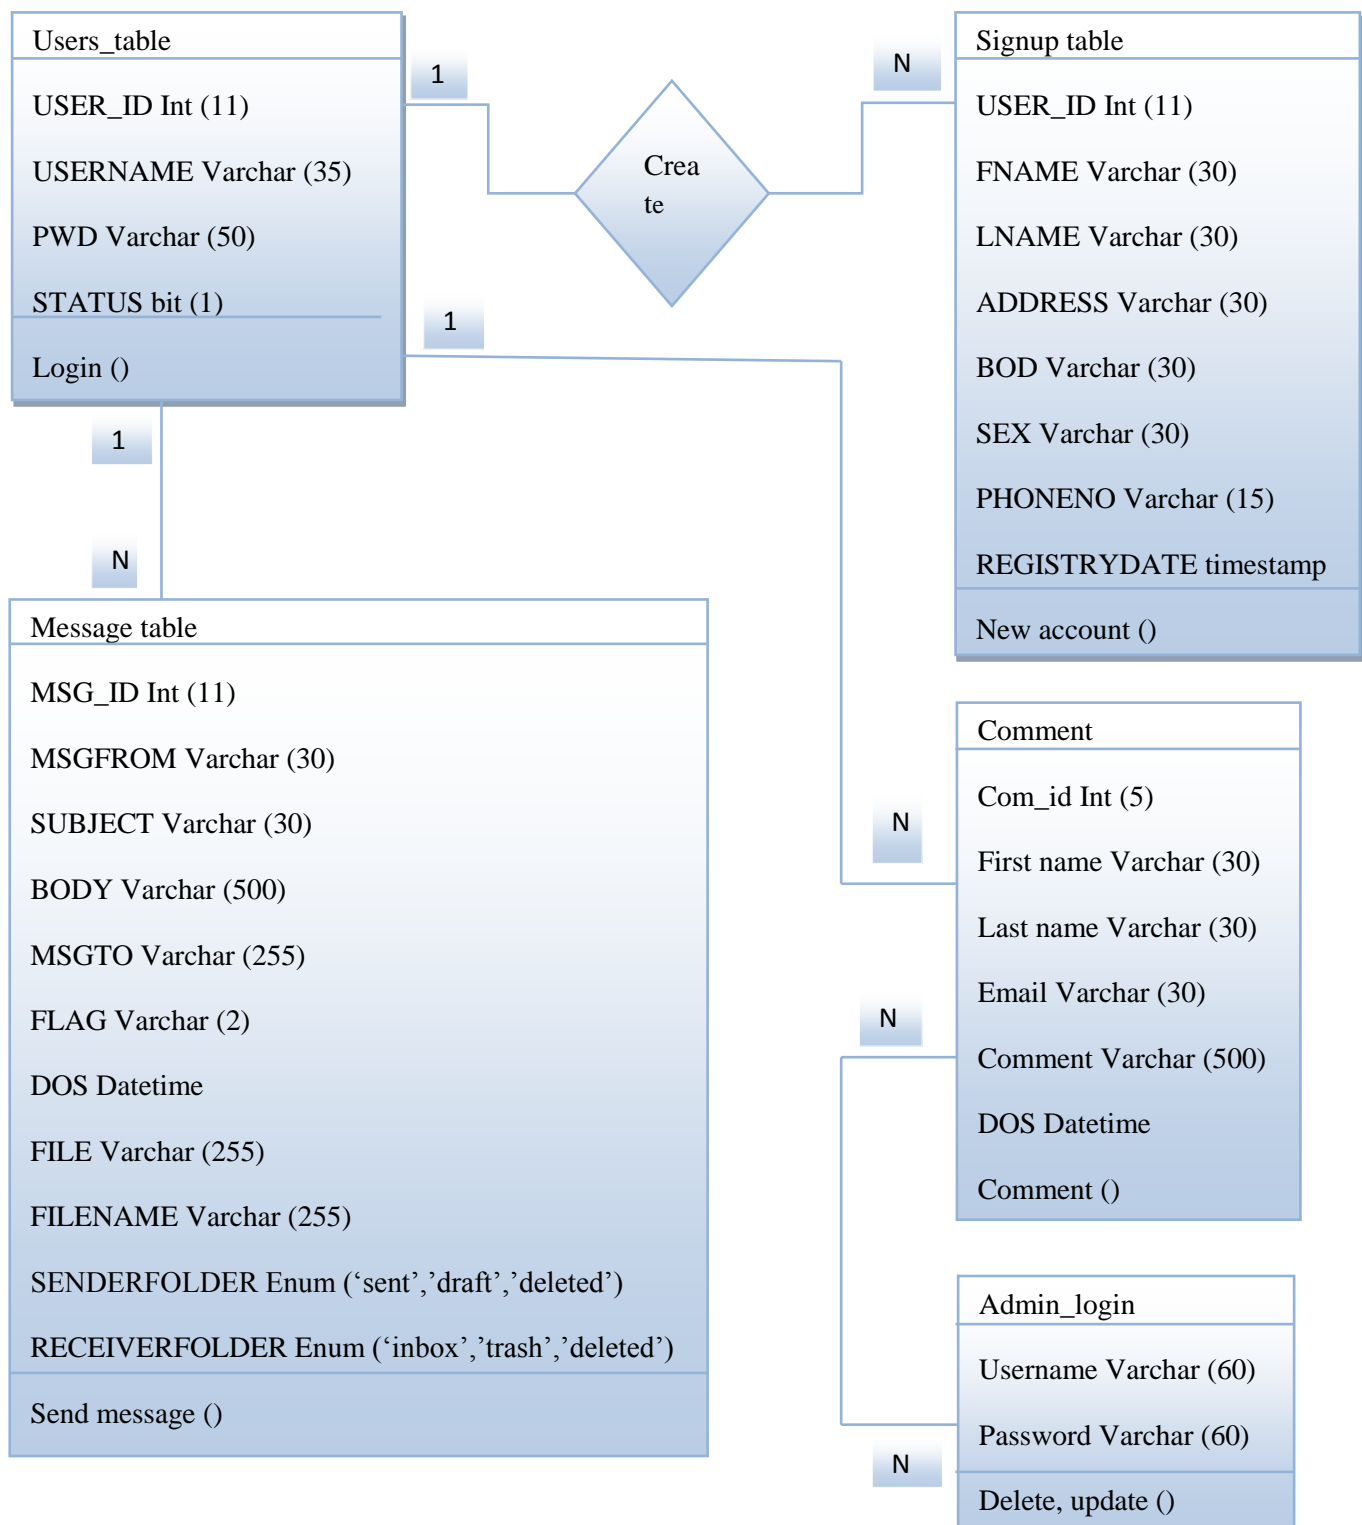 Users_table
USER_ID Int (11)
USERNAME Varchar (35)
PWD Varchar (50)
STATUS bit (1)
Login ()
1
Crea
te
N
Signup table
USER_ID Int (11)
FNAME Varchar (30)
LNAME Varchar (30)
ADDRESS Varchar (30)
BOD Varchar (30)
SEX Varchar (30)
PHONENO Varchar (15)
REGISTRYDATE timestamp
New account ()
1
1
N
Message table
MSG_ID Int (11)
MSGFROM Varchar (30)
SUBJECT Varchar (30)
BODY Varchar (500)
MSGTO Varchar (255)
FLAG Varchar (2)
DOS Datetime
FILE Varchar (255)
FILENAME Varchar (255)
SENDERFOLDER Enum (‘sent’,’draft’,’deleted’)
RECEIVERFOLDER Enum (‘inbox’,’trash’,’deleted’)
Send message ()
N
Comment
Com_id Int (5)
First name Varchar (30)
Last name Varchar (30)
Email Varchar (30)
Comment Varchar (500)
DOS Datetime
Comment ()
N
N
Admin_login
Username Varchar (60)
Password Varchar (60)
Delete, update ()